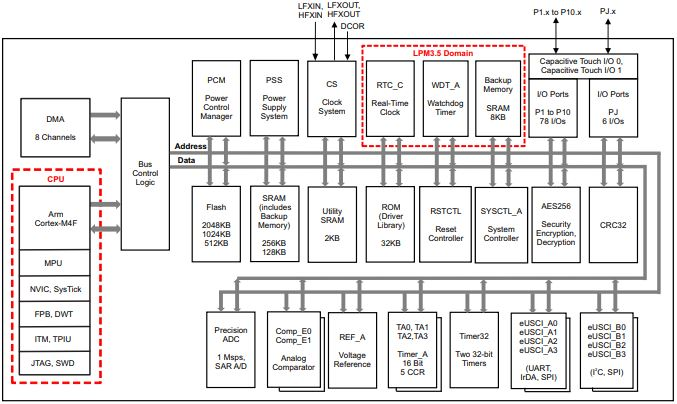 LFXIN,
HFXIN
LFXOUT,
HFXOUT
DCOR
P1.x to P10.x
PJ.x
LPM3.5 Domain
Capacitive Touch I/O 0,
Capacitive Touch I/O 1
PCM
Power
Control
Manager
PSS
Power
Supply
System
CS
Clock
System
RTC_C
Real-Time
Clock
WDT_A
Watchdog
Timer
Backup
Memory
SRAM
8KB
I/O Ports
P1 to P10
78 I/Os
I/O Ports
PJ
6 I/Os
DMA
8 Channels
Bus
Control
Logic
Address
Data
CPU
Arm
Cortex-M4F
MPU
NVIC, SysTick
FPB, DWT
ITM, TPIU
JTAG, SWD
Flash
2048KB
1024KB
512KB
SRAM
(includes
Backup
Memory)
256KB
128KB
Utility
SRAM
2KB
ROM
(Driver
Library)
32KB
RSTCTL
Reset
Controller
SYSCTL_A
System
Controller
AES256
Security
Encryption,
Decryption
CRC32
Precision
ADC
1 Msps,
SAR A/D
Comp_E0
Comp_E1
Analog
Comparator
REF_A
Voltage
Reference
TA0, TA1
TA2,TA3
Timer_A
16 Bit
5 CCR
Timer32
Two 32-bit
Timers
eUSCI_A0
eUSCI_A1
eUSCI_A2
eUSCI_A3
(UART,
IrDA, SPI)
eUSCI_B0
eUSCI_B1
eUSCI_B2
eUSCI_B3
(I²C, SPI)